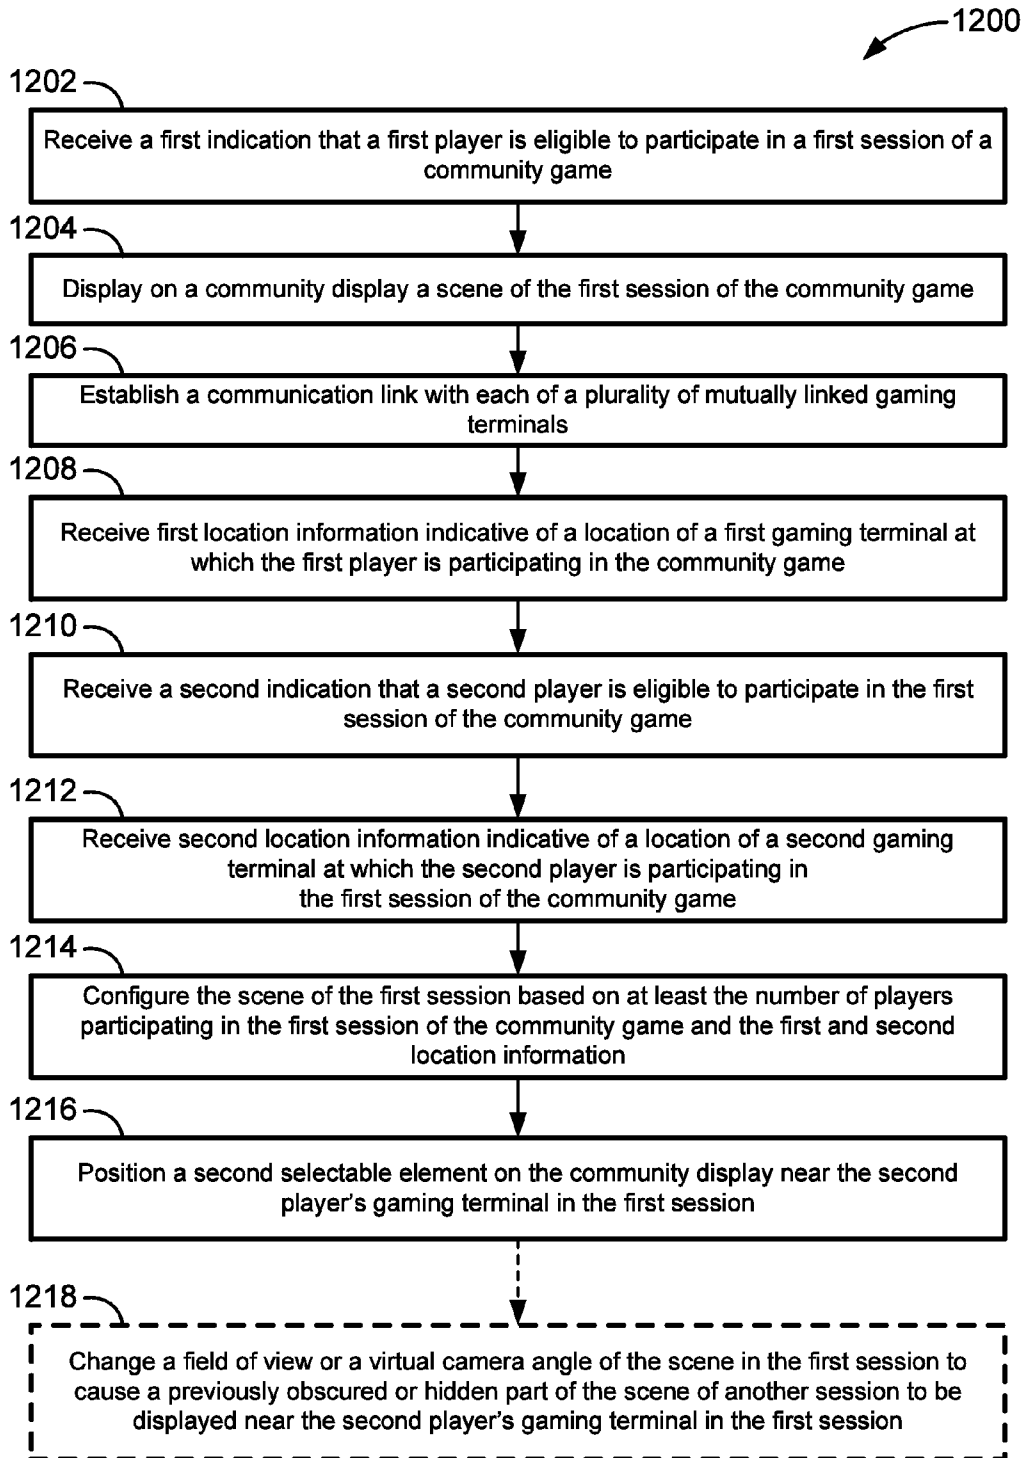 1200
1202
Receive a first indication that a first player is eligible to participate in a first session of a
community game
1204
Display on a community display a scene of the first session of the community game
1206
Establish a communication link with each of a plurality of mutually linked gaming
terminals
1208
Receive first location information indicative of a location of a first gaming terminal at
which the first player is participating in the community game
1210
Receive a second indication that a second player is eligible to participate in the first
session of the community game
1212
Receive second location information indicative of a location of a second gaming
terminal at which the second player is participating in
the first session of the community game
1214
Configure the scene of the first session based on at least the number of players
participating in the first session of the community game and the first and second
location information
1216
Position a second selectable element on the community display near the second
player's gaming terminal in the first session
1218
Change a field of view or a virtual camera angle of the scene in the first session to
cause a previously obscured or hidden part of the scene of another session to be
displayed near the second player's gaming terminal in the first session